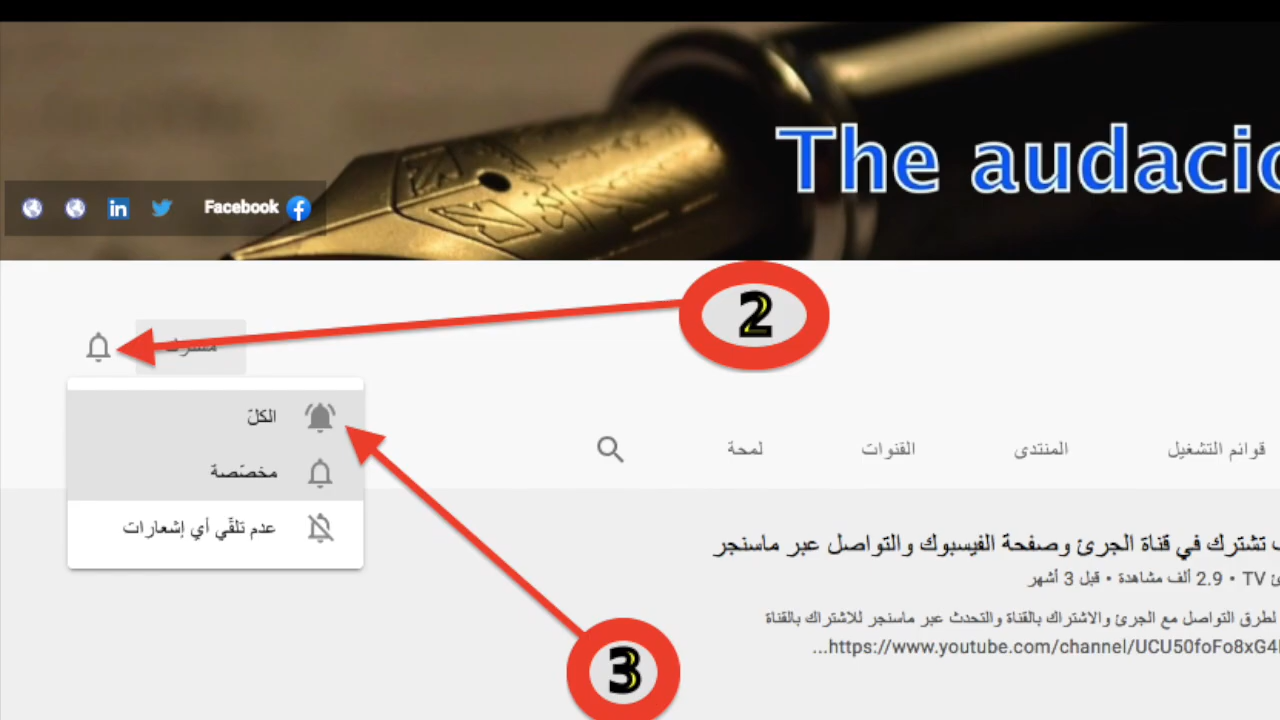 The audacio
Facebook
2
مشترك
الكلّ
مخصّصة
عدم تلقّي أي إشعارات
قوائم التشغيل المنتدى القنوات لمحة
تشترك في قناة الجرئ وصفحة الفيسبوك والتواصل عبر ماسنجر
TV • 2.9 ألف مشاهدة • قبل 3 أشهر
لطرق التواصل مع الجرئ والاشتراك بالقناة والتحدث عبر ماسنجر للاشتراك بالقناة
https://www.youtube.com/channel/UCU50foFo8xG4...
3